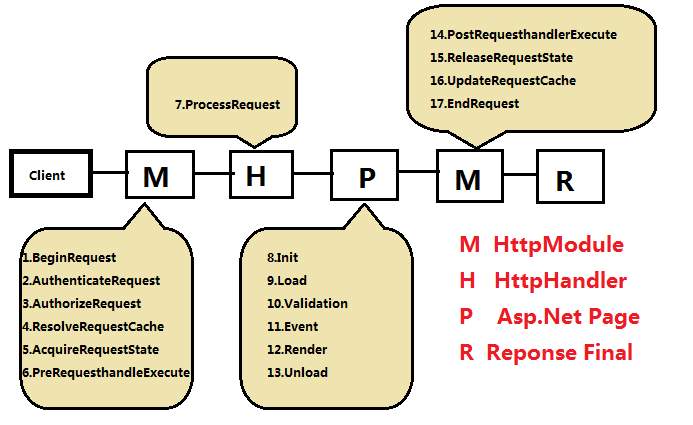 14.PostRequesthandlerExecute
15.ReleaseRequestState
16.UpdateRequestCache
17.EndRequest
7.ProcessRequest
Client
M
H
P
M
R
1.BeginRequest
2.AuthenticateRequest
3.AuthorizeRequest
4.ResolveRequestCache
5.AcquireRequestState
6.PreRequesthandleExecute
8.Init
9.Load
10.Validation
11.Event
12.Render
13.Unload
M HttpModule
H HttpHandler
P Asp.Net Page
R Reponse Final